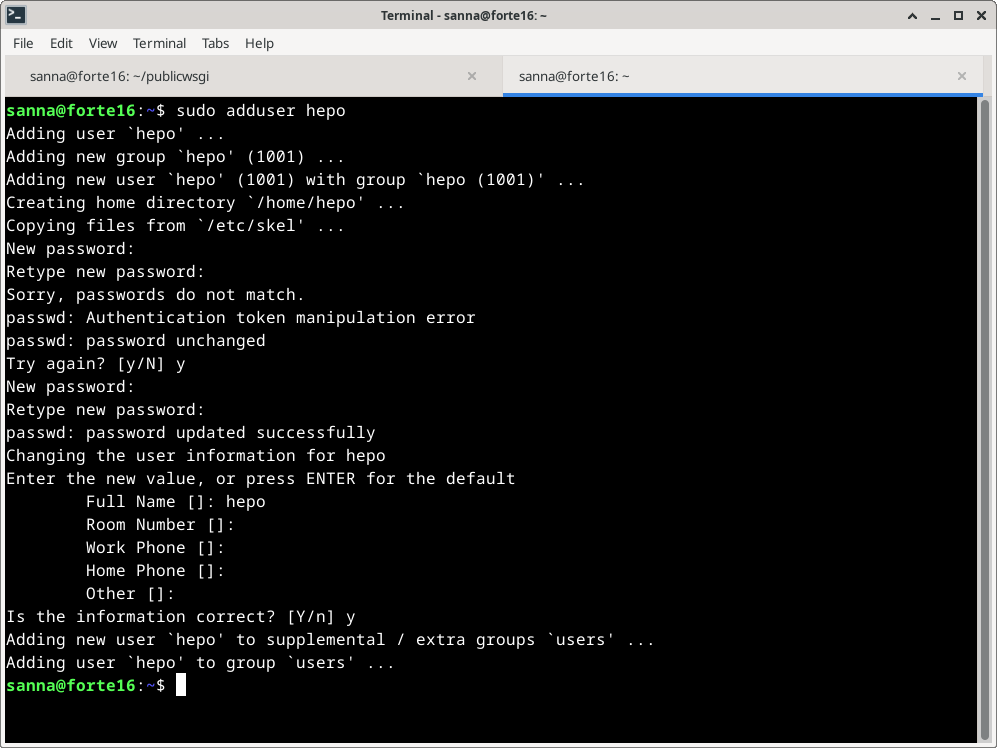 Terminal - sanna@forte16: ~
File Edit View Terminal Tabs Help
sanna@forte16: ~/publicwsgi × sanna@forte16: ~ ×
sanna@forte16:~$ sudo adduser hepo
Adding user `hepo' ...
Adding new group `hepo' (1001) ...
Adding new user `hepo' (1001) with group `hepo (1001)' ...
Creating home directory `/home/hepo' ...
Copying files from `/etc/skel' ...
New password:
Retype new password:
Sorry, passwords do not match.
passwd: Authentication token manipulation error
passwd: password unchanged
Try again? [y/N] y
New password:
Retype new password:
passwd: password updated successfully
Changing the user information for hepo
Enter the new value, or press ENTER for the default
        Full Name []: hepo
        Room Number []:
        Work Phone []:
        Home Phone []:
        Other []:
Is the information correct? [Y/n] y
Adding new user `hepo' to supplemental / extra groups `users' ...
Adding user `hepo' to group `users' ...
sanna@forte16:~$